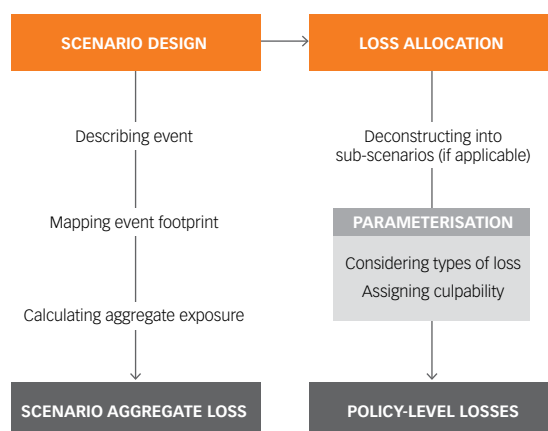 SCENARIO DESIGN
LOSS ALLOCATION
Describing event
Mapping event footprint
Calculating aggregate exposure
SCENARIO AGGREGATE LOSS
Deconstructing into
sub-scenarios (if applicable)
PARAMETERISATION
Considering types of loss
Assigning culpability
POLICY-LEVEL LOSSES